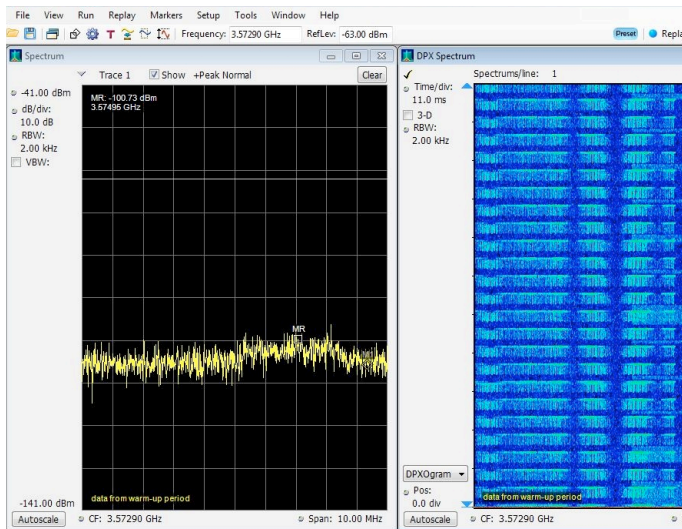 File View Run Replay Markers Setup Tools Window Help
Frequency: 3.57290 GHz RefLev: -63.00 dBm Preset Repla
Spectrum
Trace 1 Show +Peak Normal Clear
-41.00 dBm
dB/div:
10.0 dB
RBW:
2.00 kHz
VBW:
MR: -100.73 dBm
3.57495 GHz
MR
-141.00 dBm
data from warm-up period
Autoscale CF: 3.57290 GHz Span: 10.00 MHz
DPX Spectrum
Spectrums/line: 1
Time/div:
11.0 ms
3-D
RBW:
2.00 kHz
DPXOgram
Pos:
0.0 div
data from warm-up period
Autoscale CF: 3.57290 GHz